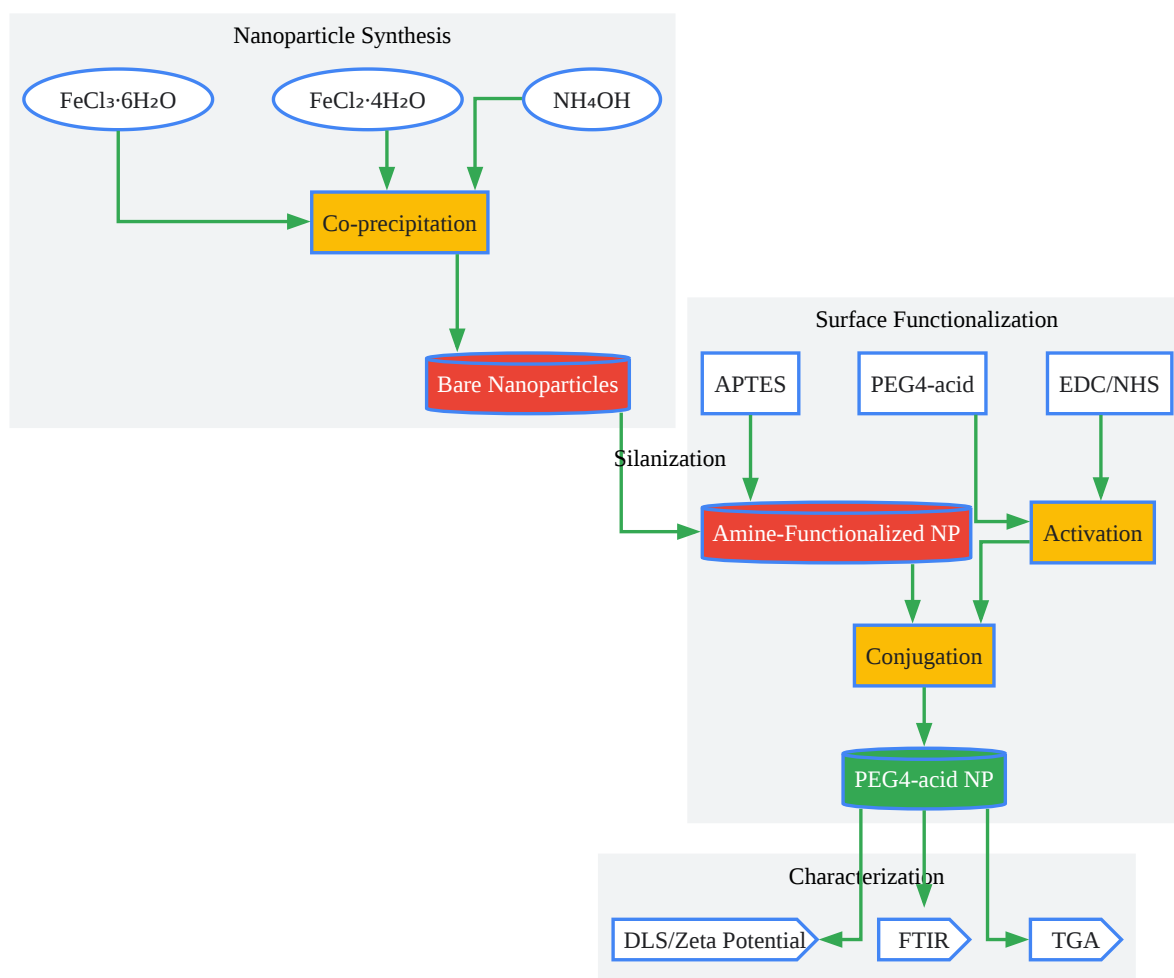 Nanoparticle Synthesis
FeCl₃·6H₂O
FeCl₂·4H₂O
NH₄OH
Co-precipitation
Bare Nanoparticles
Surface Functionalization
APTES
PEG4-acid
EDC/NHS
Silanization
Amine-Functionalized NP
Activation
Conjugation
PEG4-acid NP
Characterization
DLS/Zeta Potential
FTIR
TGA